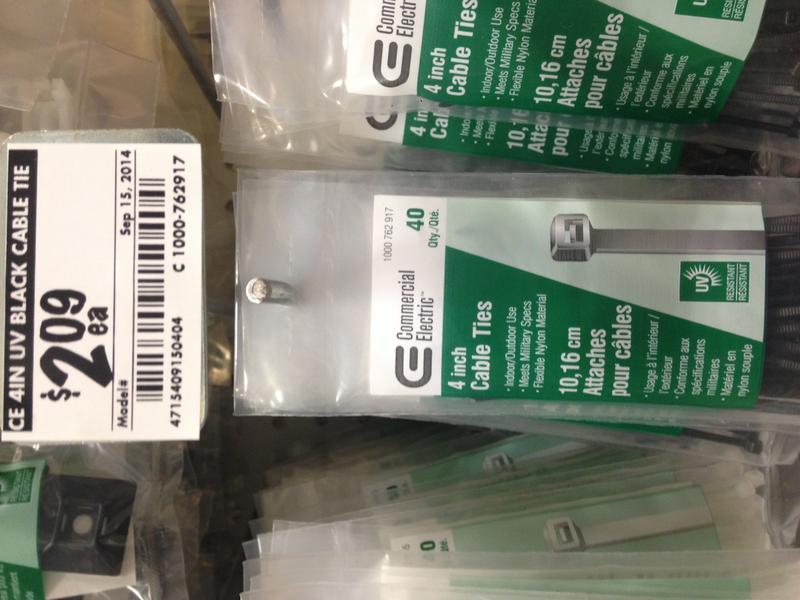 CE 4IN UV BLACK CABLE TIE
$2.09
ea
Model#
Sep 15, 2014
4715409150404
C 1000-762917
Commercial
Electric™
1000 762 917
40
Qty./Qté.
4 inch
Cable Ties
· Indoor/Outdoor Use
· Meets Military Specs
· Flexible Nylon Material
10,16 cm
Attaches
pour câbles
· Usage à l'intérieur /
l'extérieur
· Conforme aux
spécifications
militaires
· Matériel en
nylon souple
UV
RESISTANT
RÉSISTANT
Electric
4 inch
Cable Ties
· Indoor/Outdoor Use
· Meets Military Specs
· Flexible Nylon Material
10,16 cm
Attaches
pour câbles
· Usage à l'intérieur /
l'extérieur
· Conforme aux
spécifications
militaires
· Matériel en
nylon souple